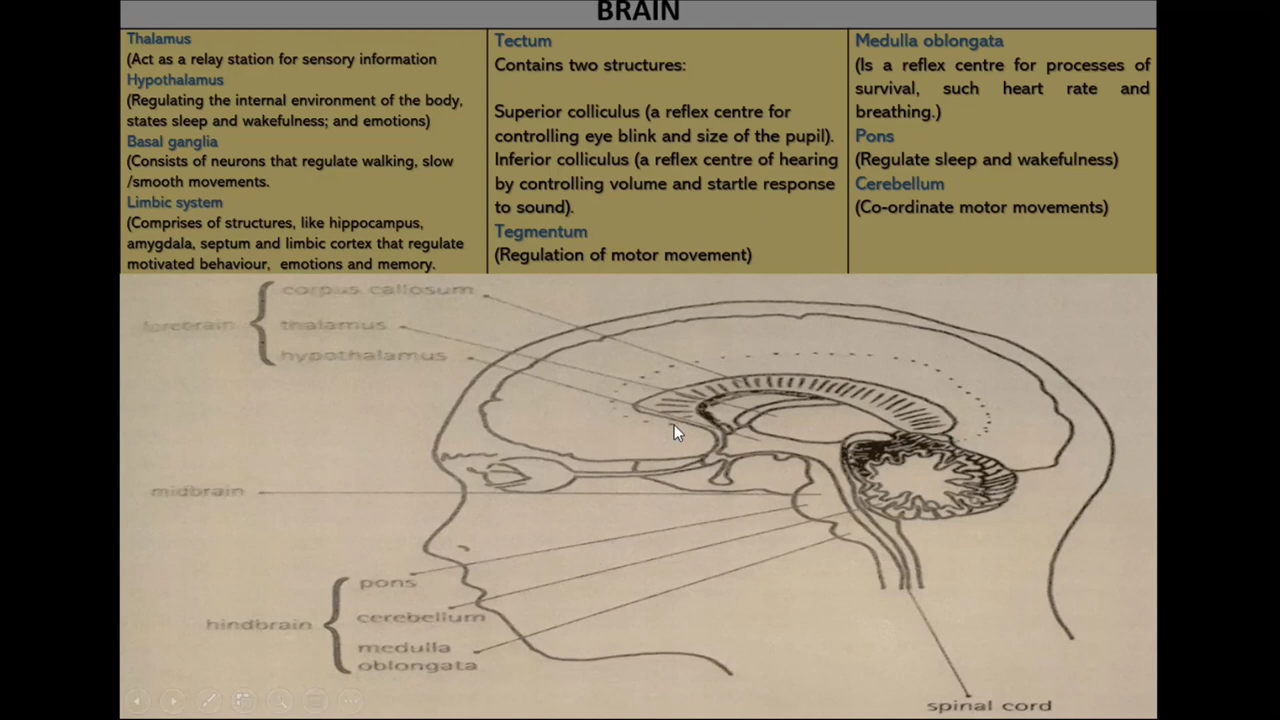 BRAIN
Thalamus
(Act as a relay station for sensory information
Hypothalamus
(Regulating the internal environment of the body,
states sleep and wakefulness; and emotions)
Basal ganglia
(Consists of neurons that regulate walking, slow
/smooth movements.
Limbic system
(Comprises of structures, like hippocampus,
amygdala, septum and limbic cortex that regulate
motivated behaviour, emotions and memory.
Tectum
Contains two structures:
Superior colliculus (a reflex centre for
controlling eye blink and size of the pupil).
Inferior colliculus (a reflex centre of hearing
by controlling volume and startle response
to sound).
Tegmentum
(Regulation of motor movement)
Medulla oblongata
(Is a reflex centre for processes of
survival, such heart rate and
breathing.)
Pons
(Regulate sleep and wakefulness)
Cerebellum
(Co-ordinate motor movements)
corpus callosum
forebrain
thalamus
hypothalamus
midbrain
pons
hindbrain
cerebellum
medulla
oblongata
spinal cord